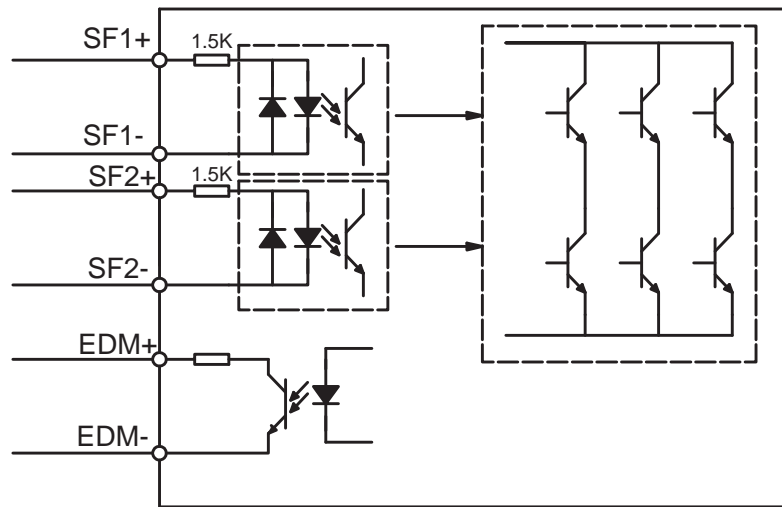 SF1+
1.5K
SF1-
SF2+
1.5K
SF2-
EDM+
EDM-